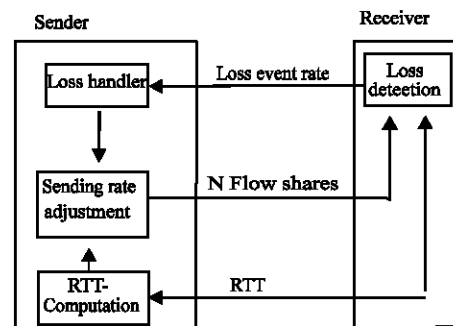 Sender
Receiver
Loss handler
Loss event rate
Loss
deteetion
Sending rate
adjustment
N Flow shares
RTT-
Computation
RTT